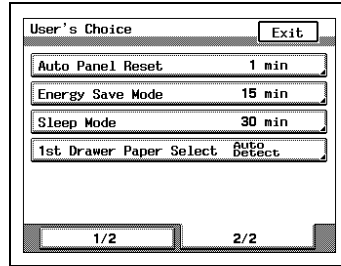 User's Choice Exit
Auto Panel Reset 1 min
Energy Save Mode 15 min
Sleep Mode 30 min
1st Drawer Paper Select Auto Detect
1/2 2/2